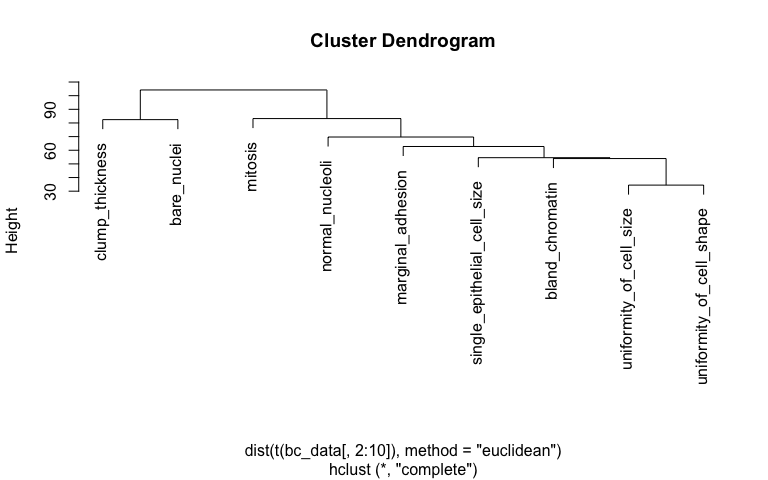 Cluster Dendrogram
Height
30
60
90
clump_thickness
bare_nuclei
mitosis
normal_nucleoli
marginal_adhesion
single_epithelial_cell_size
bland_chromatin
uniformity_of_cell_size
uniformity_of_cell_shape
dist(t(bc_data[, 2:10]), method = "euclidean")
hclust (*, "complete")